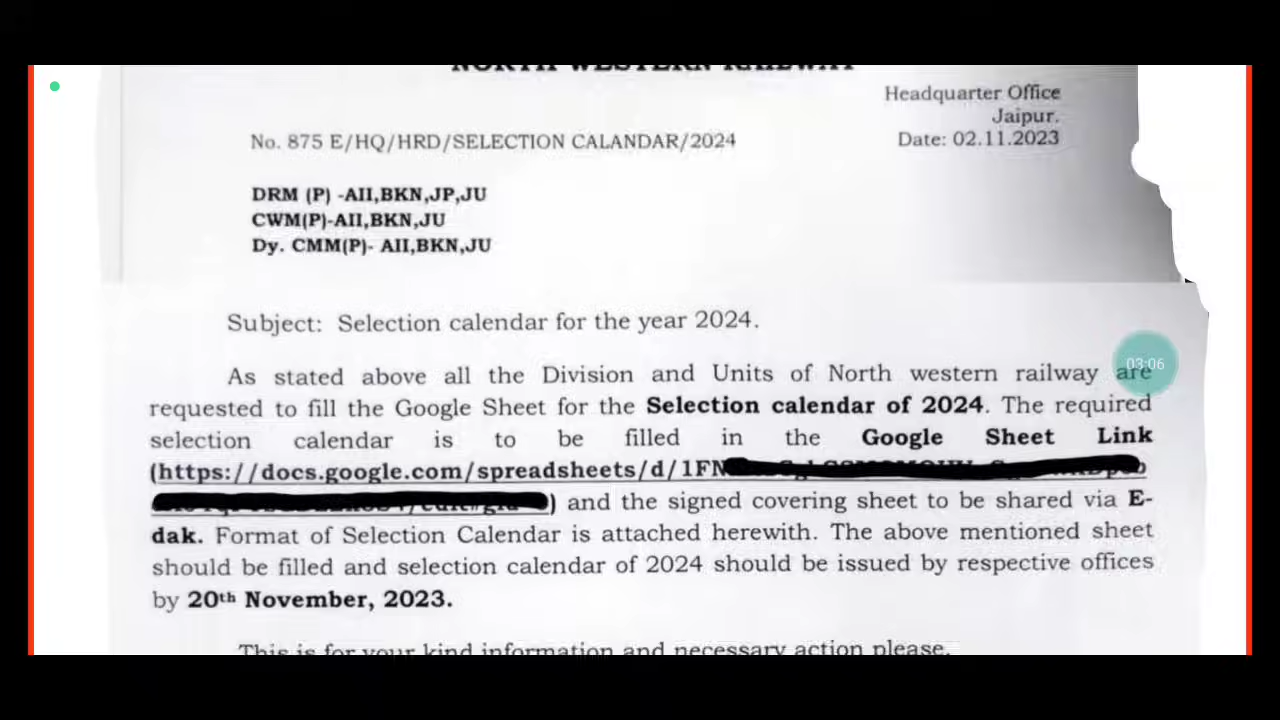 NORTH WESTERN RAILWAY
Headquarter Office
Jaipur.
No. 875 E/HQ/HRD/SELECTION CALANDAR/2024
Date: 02.11.2023
DRM (P) -AII,BKN,JP,JU
CWM(P)-AII,BKN,JU
Dy. CMM(P)- AII,BKN,JU
Subject: Selection calendar for the year 2024.
As stated above all the Division and Units of North western railway are
03:06
requested to fill the Google Sheet for the Selection calendar of 2024. The required
selection calendar is to be filled in the Google Sheet Link
(https://docs.google.com/spreadsheets/d/1FN
) and the signed covering sheet to be shared via E-
dak. Format of Selection Calendar is attached herewith. The above mentioned sheet
should be filled and selection calendar of 2024 should be issued by respective offices
by 20th November, 2023.
This is for your kind information and necessary action please.